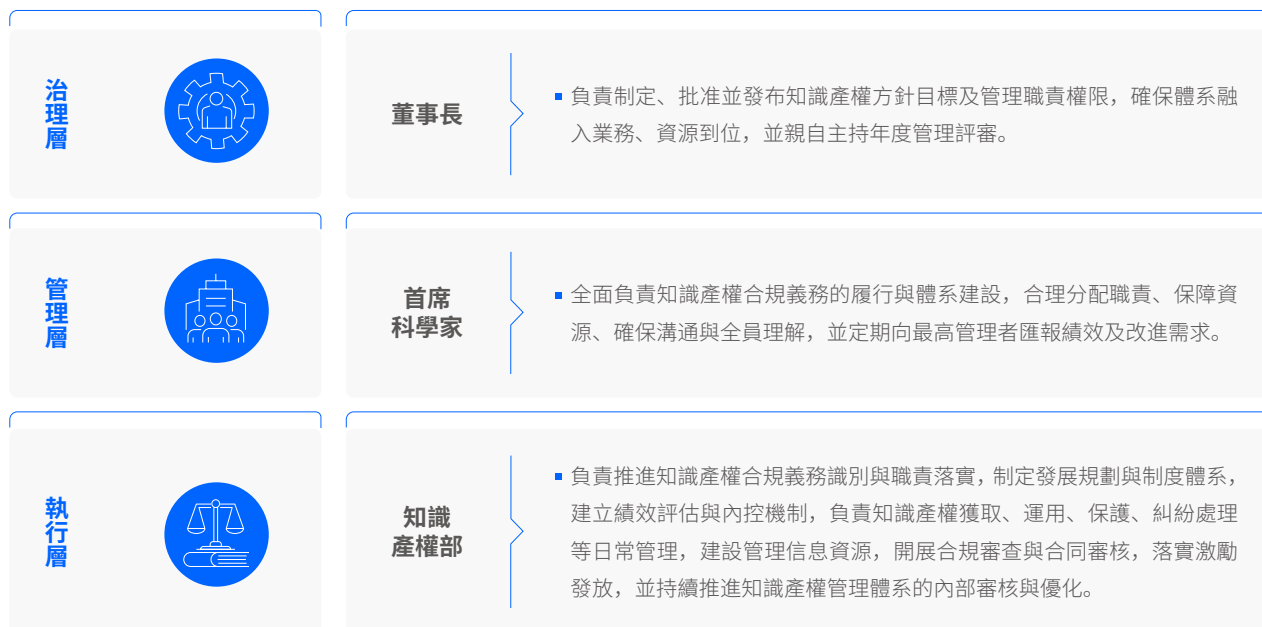 治理層
董事長
負責制定、批准並發布知識產權方針目標及管理職責權限，確保體系融
入業務、資源到位，並親自主持年度管理評審。
管理層
首席
科學家
全面負責知識產權合規義務的履行與體系建設，合理分配職責、保障資
源、確保溝通與全員理解，並定期向最高管理者匯報績效及改進需求。
執行層
知識
產權部
負責推進知識產權合規義務識別與職責落實，制定發展規劃與制度體系，
建立績效評估與內控機制，負責知識產權獲取、運用、保護、糾紛處理
等日常管理，建設管理信息資源，開展合規審查與合同審核，落實激勵
發放，並持續推進知識產權管理體系的內部審核與優化。